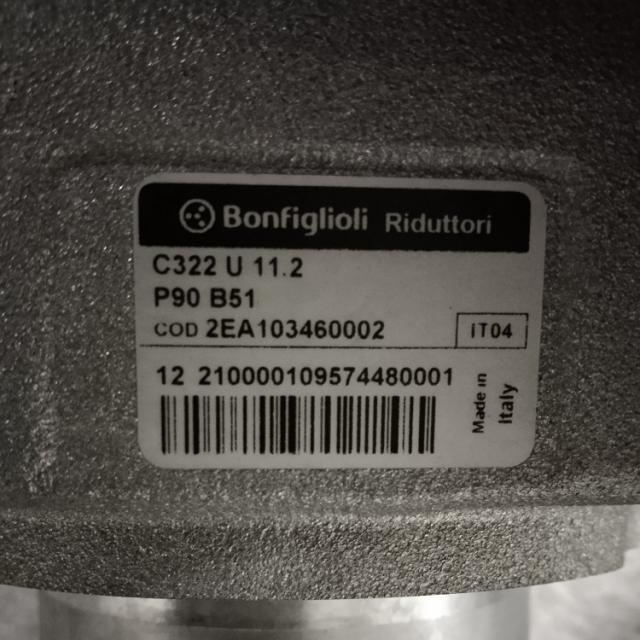 Bonfiglioli Riduttori
C322 U 11.2
P90 B51
COD 2EA103460002
IT04
12 210000109574480001
Made in
Italy